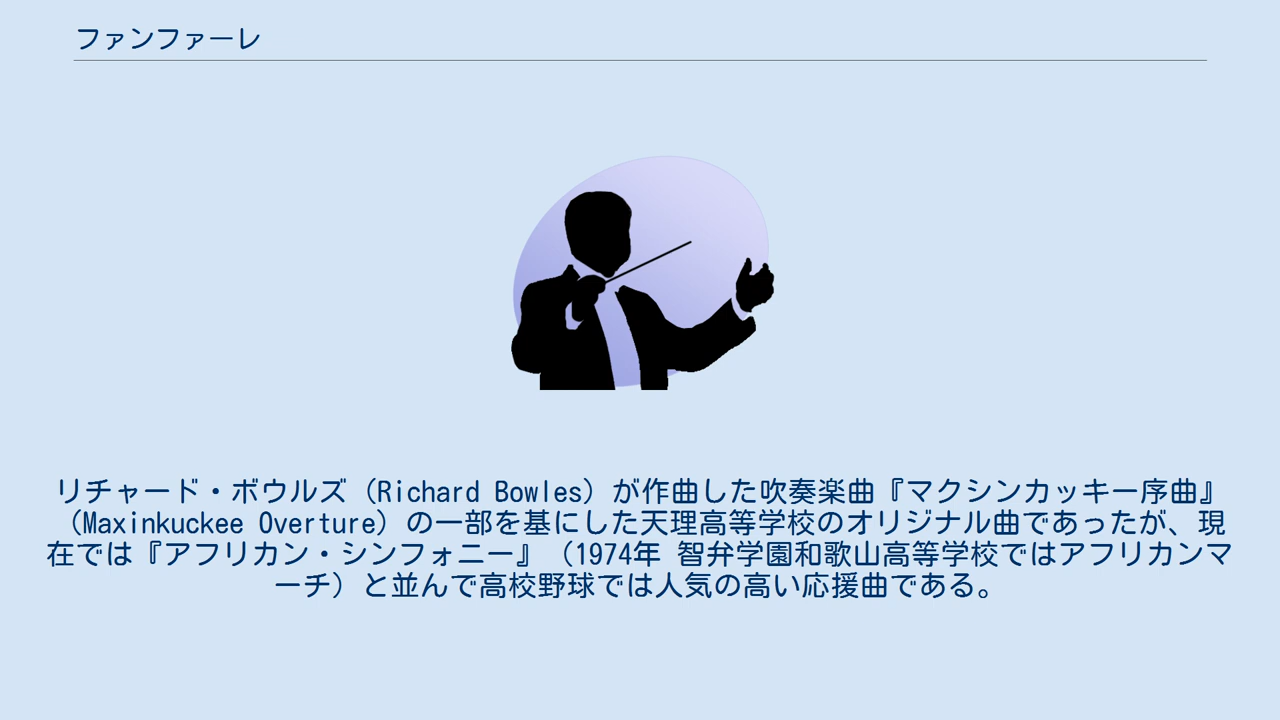 ファンファーレ
リチャード・ボウルズ（Richard Bowles）が作曲した吹奏楽曲『マクシンカッキー序曲』
（Maxinkuckee Overture）の一部を基にした天理高等学校のオリジナル曲であったが、現
在では『アフリカン・シンフォニー』（1974年 智弁学園和歌山高等学校ではアフリカンマ
ーチ）と並んで高校野球では人気の高い応援曲である。